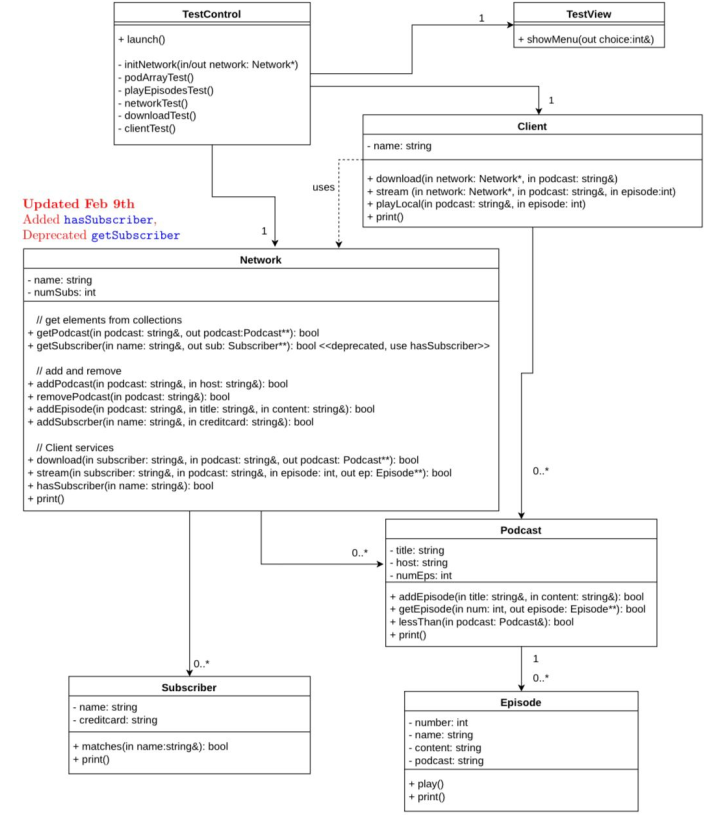 TestControl
+ launch()
- initNetwork(in/out network: Network*)
- podArrayTest()
- playEpisodesTest()
- networkTest()
- downloadTest()
- clientTest()
1
TestView
+ showMenu(out choice:int&)
1
Client
- name: string
+ download(in network: Network*, in podcast: string&)
+ stream (in network: Network*, in podcast: string&, in episode:int)
+ playLocal(in podcast: string&, in episode: int)
+ print()
uses
Updated Feb 9th
Added hasSubscriber,
Deprecated getSubscriber
1
Network
- name: string
- numSubs: int
// get elements from collections
+ getPodcast(in podcast: string&, out podcast:Podcast**): bool
+ getSubscriber(in name: string&, out sub: Subscriber**): bool <<deprecated, use hasSubscriber>>
// add and remove
+ addPodcast(in podcast: string&, in host: string&): bool
+ removePodcast(in podcast: string&): bool
+ addEpisode(in podcast: string&, in title: string&, in content: string&): bool
+ addSubscrber(in name: string&, in creditcard: string&): bool
// Client services
+ download(in subscriber: string&, in podcast: string&, out podcast: Podcast**): bool
+ stream(in subscriber: string&, in podcast: string&, in episode: int, out ep: Episode**): bool
+ hasSubscriber(in name: string&): bool
+ print()
0..*
0..*
Podcast
- title: string
- host: string
- numEps: int
+ addEpisode(in title: string&, in content: string&): bool
+ getEpisode(in num: int, out episode: Episode**): bool
+ lessThan(in podcast: Podcast&): bool
+ print()
0..*
Subscriber
- name: string
- creditcard: string
+ matches(in name:string&): bool
+ print()
1
0..*
Episode
- number: int
- name: string
- content: string
- podcast: string
+ play()
+ print()